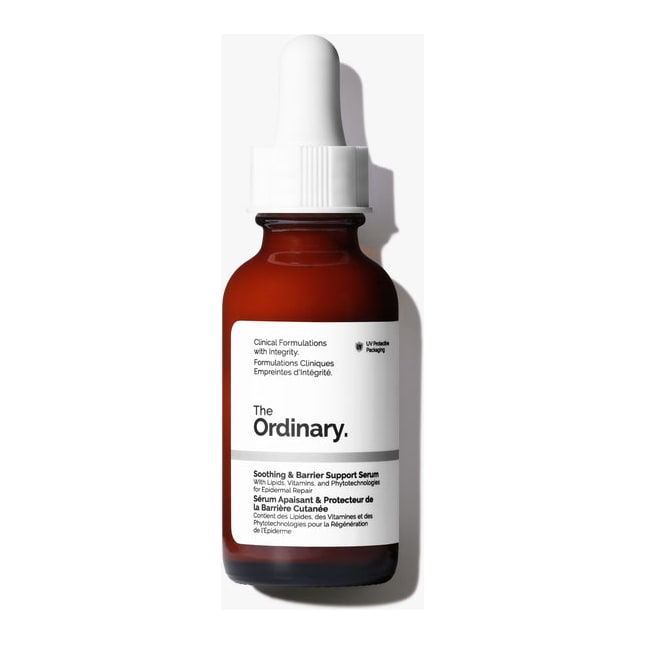 Clinical Formulations
with Integrity.
Formulations Cliniques
Empreintes d'Intégrité.
UV Protective
Packaging
The
Ordinary.
Soothing & Barrier Support Serum
With Lipids, Vitamins, and Phytotechnologies
for Epidermal Repair
Sérum Apaisant & Protecteur de
la Barrière Cutanée
Contient des Lipides, des Vitamines et des
Phytotechnologies pour la Régénération
de l'Épiderme